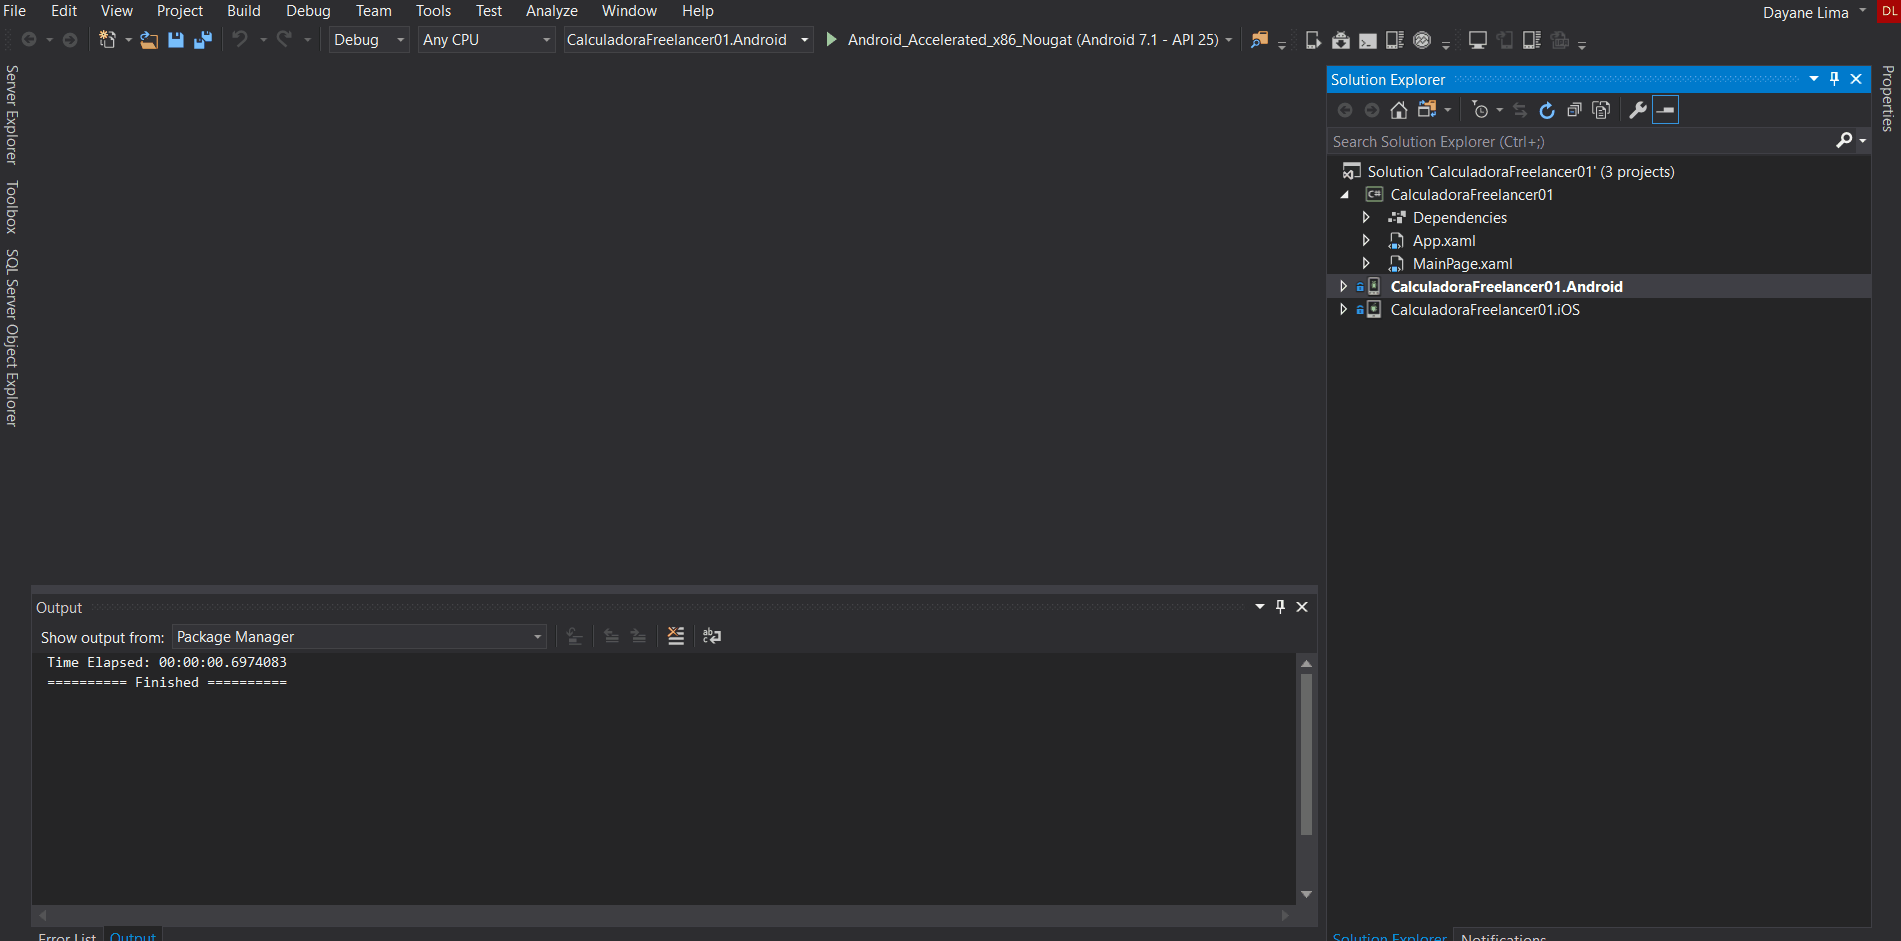 File Edit View Project Build Debug Team Tools Test Analyze Window Help
Dayane Lima DL
Debug Any CPU CalculadoraFreelancer01.Android Android_Accelerated_x86_Nougat (Android 7.1 - API 25)
Server Explorer
Toolbox
SQL Server Object Explorer
Solution Explorer
Search Solution Explorer (Ctrl+;)
Solution 'CalculadoraFreelancer01' (3 projects)
C# CalculadoraFreelancer01
Dependencies
App.xaml
MainPage.xaml
CalculadoraFreelancer01.Android
CalculadoraFreelancer01.iOS
Properties
Output
Show output from: Package Manager
Time Elapsed: 00:00:00.6974083
========== Finished ==========
Error List Output
Solution Explorer Notifications